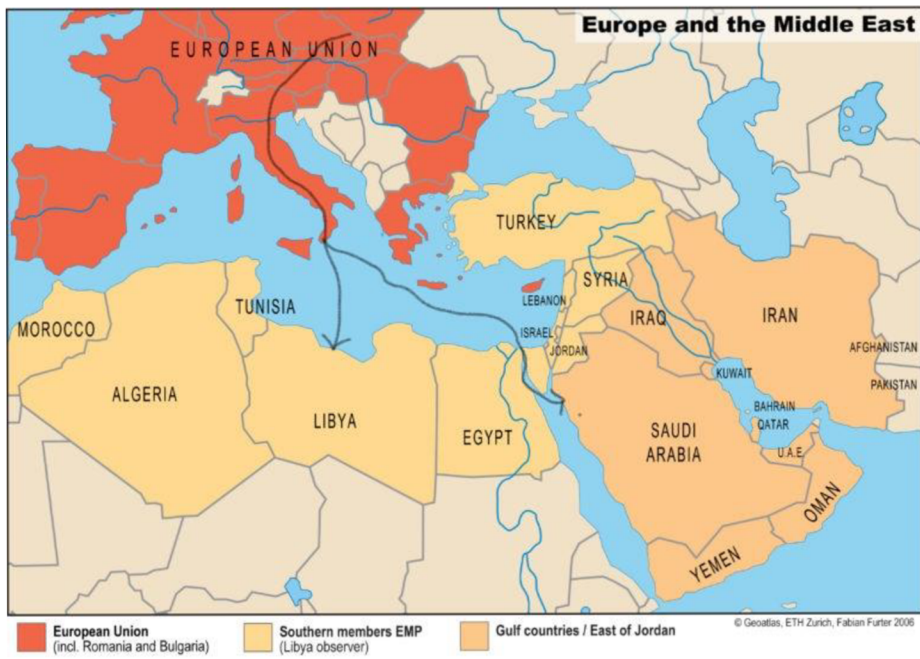 Europe and the Middle East
EUROPEAN UNION
TURKEY
SYRIA
LEBANON
ISRAEL
JORDAN
IRAQ
IRAN
AFGHANISTAN
PAKISTAN
KUWAIT
BAHRAIN
QATAR
U.A.E.
SAUDI
ARABIA
OMAN
YEMEN
MOROCCO
ALGERIA
TUNISIA
LIBYA
EGYPT
European Union
(incl. Romania and Bulgaria)
Southern members EMP
(Libya observer)
Gulf countries / East of Jordan
© Geoatlas, ETH Zurich, Fabian Furter 2006